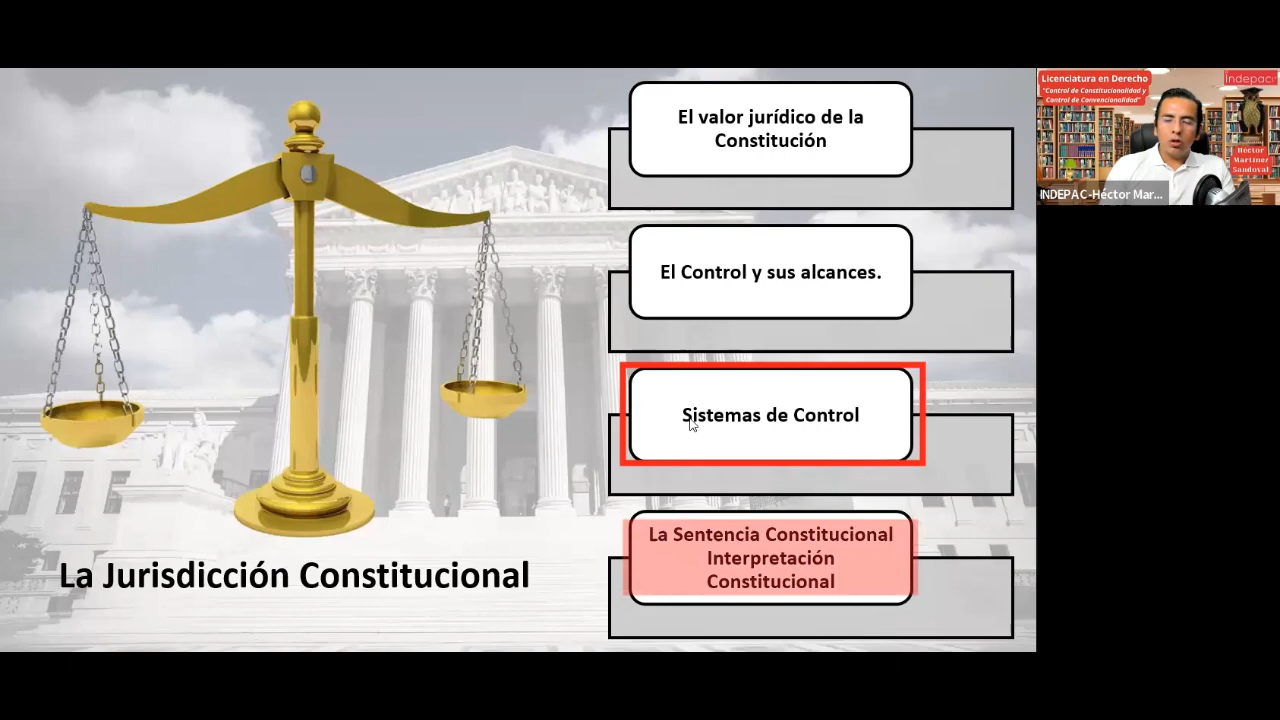 El valor jurídico de la
Constitución
El Control y sus alcances.
Sistemas de Control
La Sentencia Constitucional
Interpretación
Constitucional
La Jurisdicción Constitucional
Licenciatura en Derecho
"Control de Constitucionalidad y
Control de Convencionalidad"
Indepac
Héctor
Martínez
Sandoval
INDEPAC-Héctor Mar...